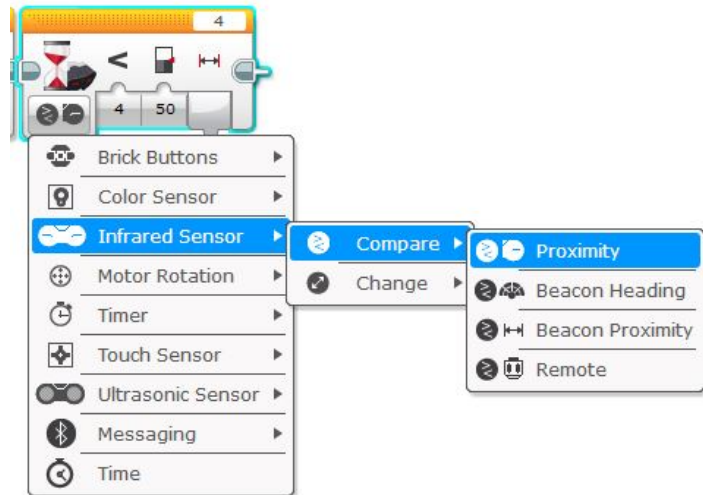 4
<
4 50
Brick Buttons
Color Sensor
Infrared Sensor Compare Proximity
Motor Rotation Change Beacon Heading
Timer Beacon Proximity
Touch Sensor Remote
Ultrasonic Sensor
Messaging
Time